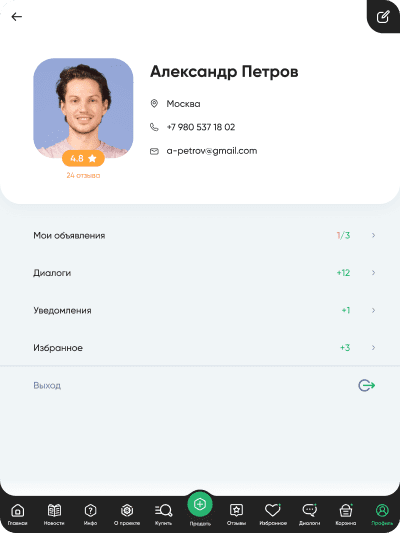 Александр Петров
Москва
+7 980 537 18 02
a-petrov@gmail.com
4.8
24 отзыва
Мои объявления 1/3
Диалоги +12
Уведомления +1
Избранное +3
Выход
Главная Новости Инфо О проекте Купить Продать Отзывы Избранное Диалоги Корзина Профиль